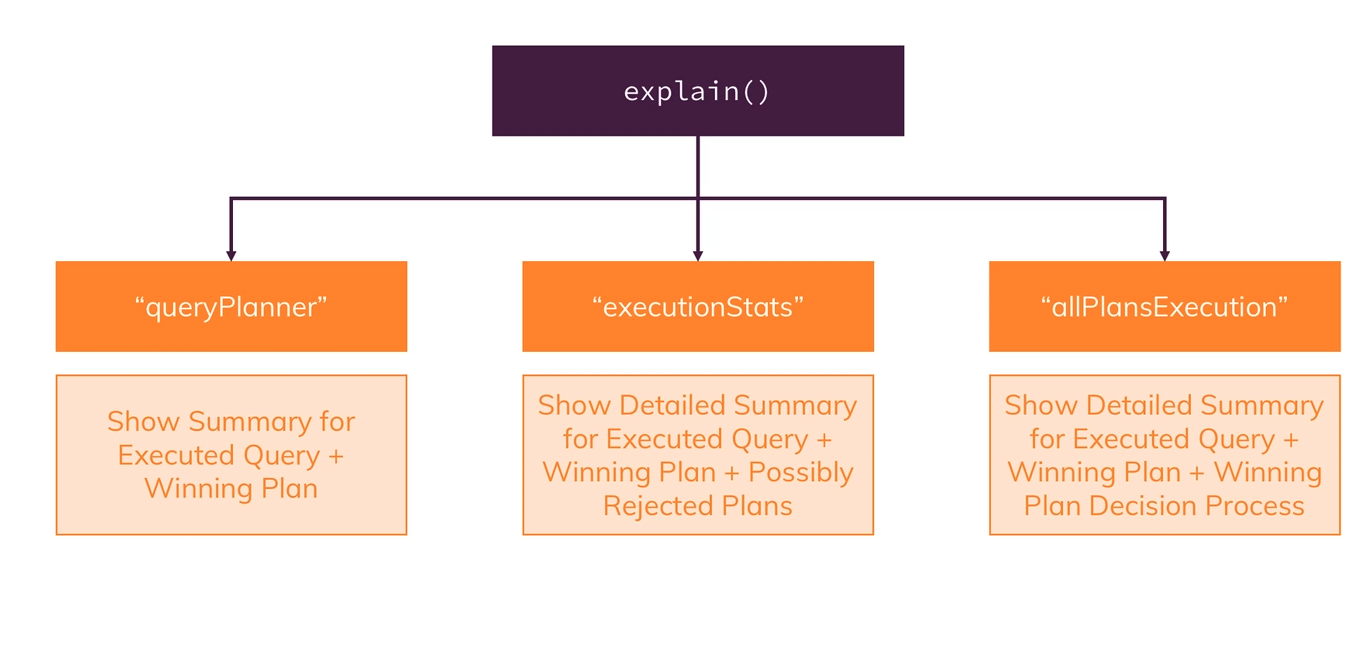 explain()
“queryPlanner”
“executionStats”
“allPlansExecution”
Show Summary for
Executed Query +
Winning Plan
Show Detailed Summary
for Executed Query +
Winning Plan + Possibly
Rejected Plans
Show Detailed Summary
for Executed Query +
Winning Plan + Winning
Plan Decision Process